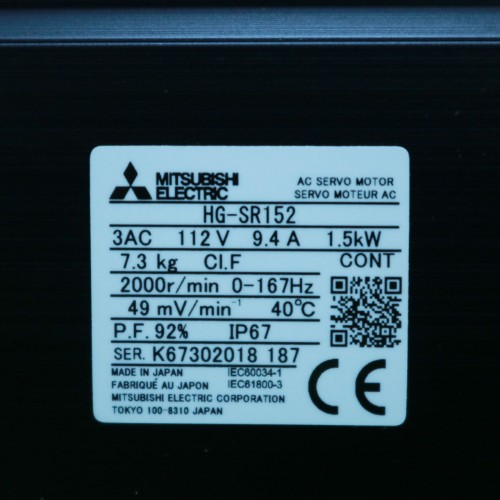 MITSUBISHI
ELECTRIC
AC SERVO MOTOR
SERVO MOTEUR AC
HG-SR152
3AC 112 V 9.4 A 1.5kW
7.3 kg Cl.F CONT
2000r/min 0-167Hz
49 mV/min⁻¹ 40℃
P.F. 92% IP67
SER. K67302018 187
MADE IN JAPAN IEC60034-1
FABRIQUÉ AU JAPON IEC61800-3
MITSUBISHI ELECTRIC CORPORATION
TOKYO 100-8310 JAPAN
CE